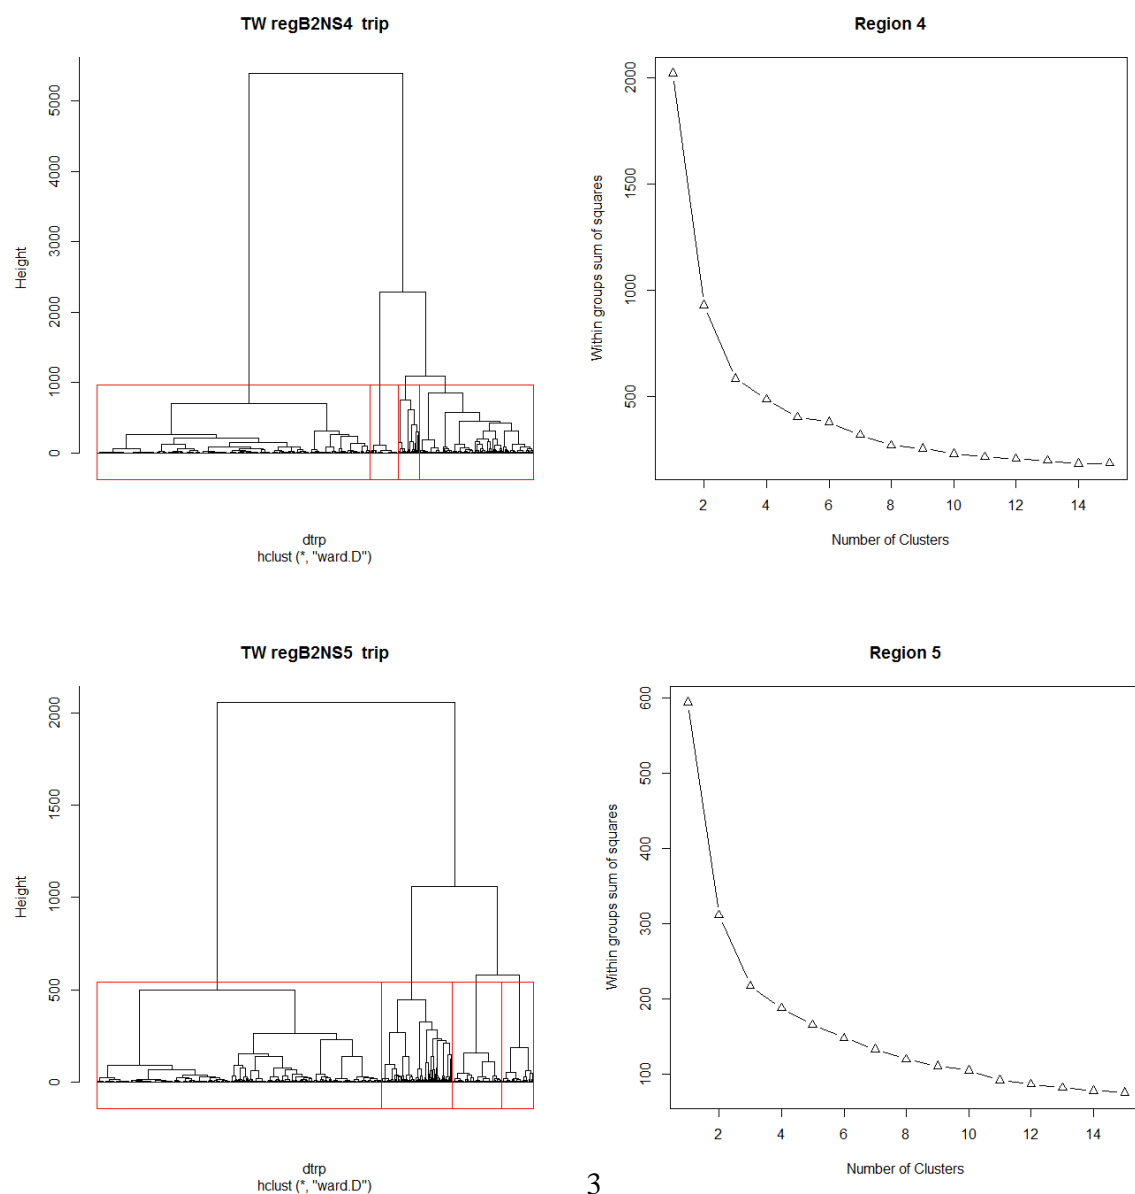 TW regB2NS4  trip
Height
5000
4000
3000
2000
1000
0
dtrp
hclust (*, "ward.D")
Region 4
Within groups sum of squares
2000
1500
1000
500
2 4 6 8 10 12 14
Number of Clusters
TW regB2NS5  trip
Height
2000
1500
1000
500
0
dtrp
hclust (*, "ward.D")
Region 5
Within groups sum of squares
600
500
400
300
200
100
2 4 6 8 10 12 14
Number of Clusters
3